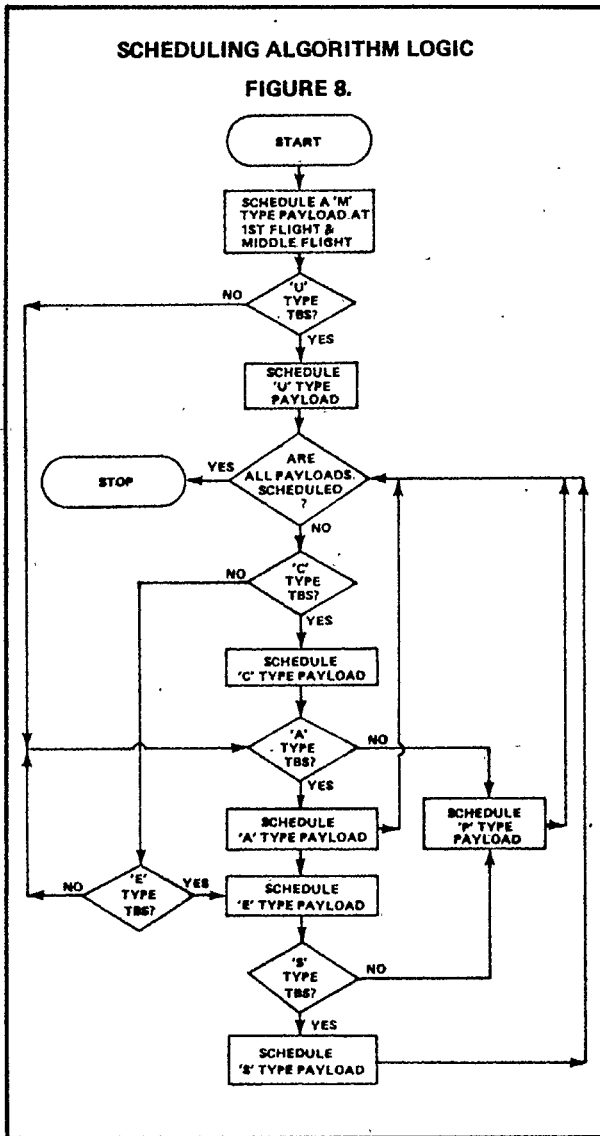 SCHEDULING ALGORITHM LOGIC
FIGURE 8.
START
SCHEDULE A 'M'
TYPE PAYLOAD AT
1ST FLIGHT &
MIDDLE FLIGHT
'U'
TYPE
TBS?
NO
YES
SCHEDULE
'U' TYPE
PAYLOAD
ARE
ALL PAYLOADS.
SCHEDULED
?
YES
STOP
NO
'C'
TYPE
TBS?
NO
YES
SCHEDULE
'C' TYPE PAYLOAD
'A'
TYPE
TBS?
NO
YES
SCHEDULE
'A' TYPE PAYLOAD
SCHEDULE
'P' TYPE
PAYLOAD
NO
'E'
TYPE
TBS?
YES
SCHEDULE
'E' TYPE PAYLOAD
'S'
TYPE
TBS?
NO
YES
SCHEDULE
'S' TYPE PAYLOAD